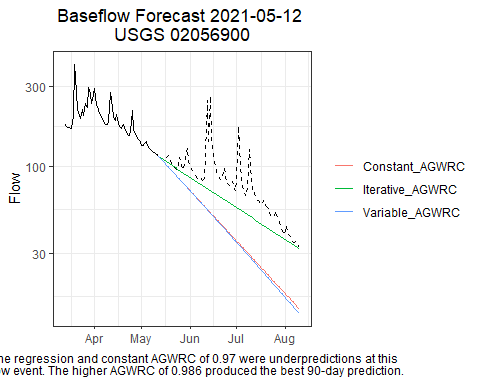 Baseflow Forecast 2021-05-12
USGS 02056900
300
100
30
Flow
Apr
May
Jun
Jul
Aug
Constant_AGWRC
Iterative_AGWRC
Variable_AGWRC
regression and constant AGWRC of 0.97 were underpredictions at this
event. The higher AGWRC of 0.986 produced the best 90-day prediction.